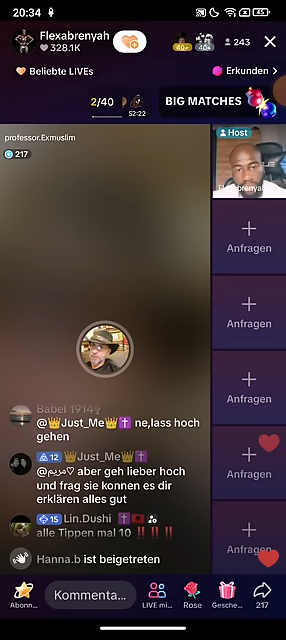 20:34
45
Flexabrenyah
328.1K
40+
243
Beliebte LIVEs
Erkunden >
2/40
52:22
BIG MATCHES
professor.Exmuslim
217
Host
Flexabrenyah
Anfragen
Anfragen
Anfragen
Anfragen
Anfragen
Babel 1914
@👑Just_Me👑✝️ ne,lass hoch
gehen
12 👑Just_Me👑✝️
@مريم♡ aber geh lieber hoch
und frag sie konnen es dir
erklären alles gut
15 Lin.Dushi ✝️🇦🇱
alle Tippen mal 10 ‼️‼️‼️
Hanna.b ist beigetreten
Abonn...
Kommenta...
LIVE mi...
Rose
Gesche...
217